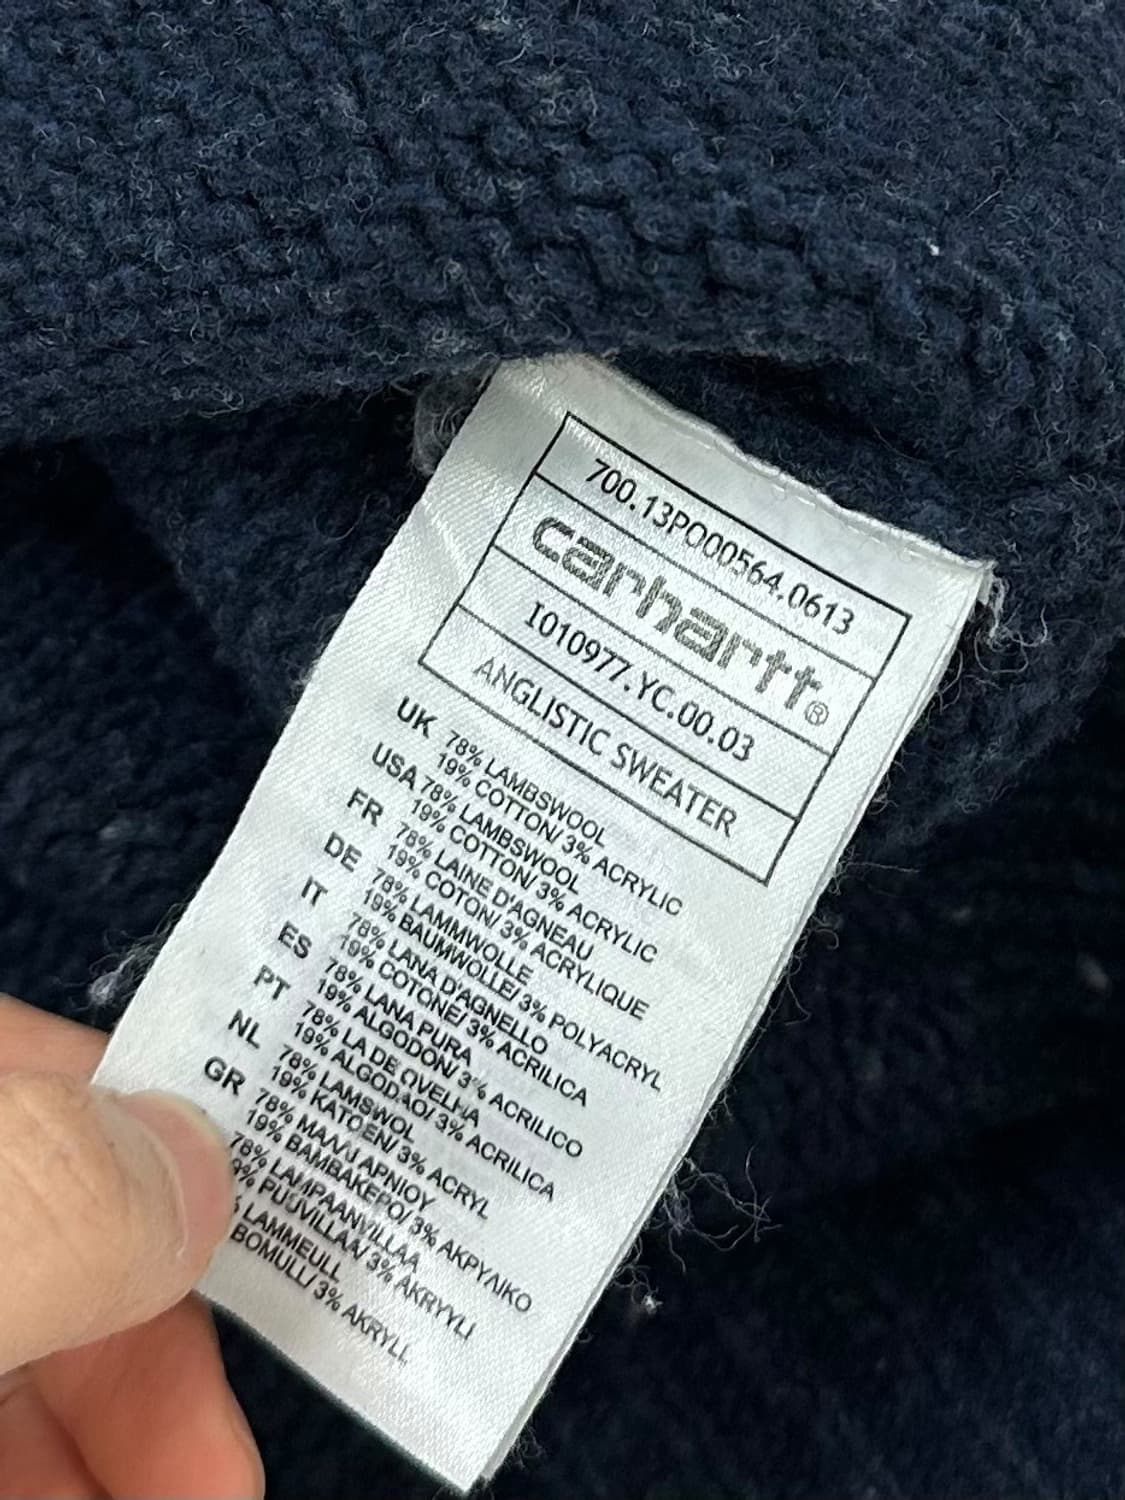 700.13PO00564.0613
carhartt®
I010977.YC.00.03
ANGLISTIC SWEATER
UK 78% LAMBSWOOL
19% COTTON/ 3% ACRYLIC
USA 78% LAMBSWOOL
19% COTTON/ 3% ACRYLIC
FR 78% LAINE D'AGNEAU
19% COTON/ 3% ACRYLIQUE
DE 78% LAMMWOLLE
19% BAUMWOLLE/ 3% POLYACRYL
IT 78% LANA D'AGNELLO
19% COTONE/ 3% ACRILICA
ES 78% LANA PURA
19% ALGODON/ 3% ACRILICO
PT 78% LA DE OVELHA
19% ALGODAO/ 3% ACRILICA
NL 78% LAMSWOL
19% KATOEN/ 3% ACRYL
GR 78% ΜΑΛΛΙ ΑΡΝΙΟΥ
19% ΒΑΜΒΑΚΕΡΟ/ 3% ΑΚΡΥΛΙΚΟ
78% LAMPAANVILLAA
9% PUUVILLAA/ 3% AKRYYLI
% LAMMEULL
BOMULL/ 3% AKRYLL